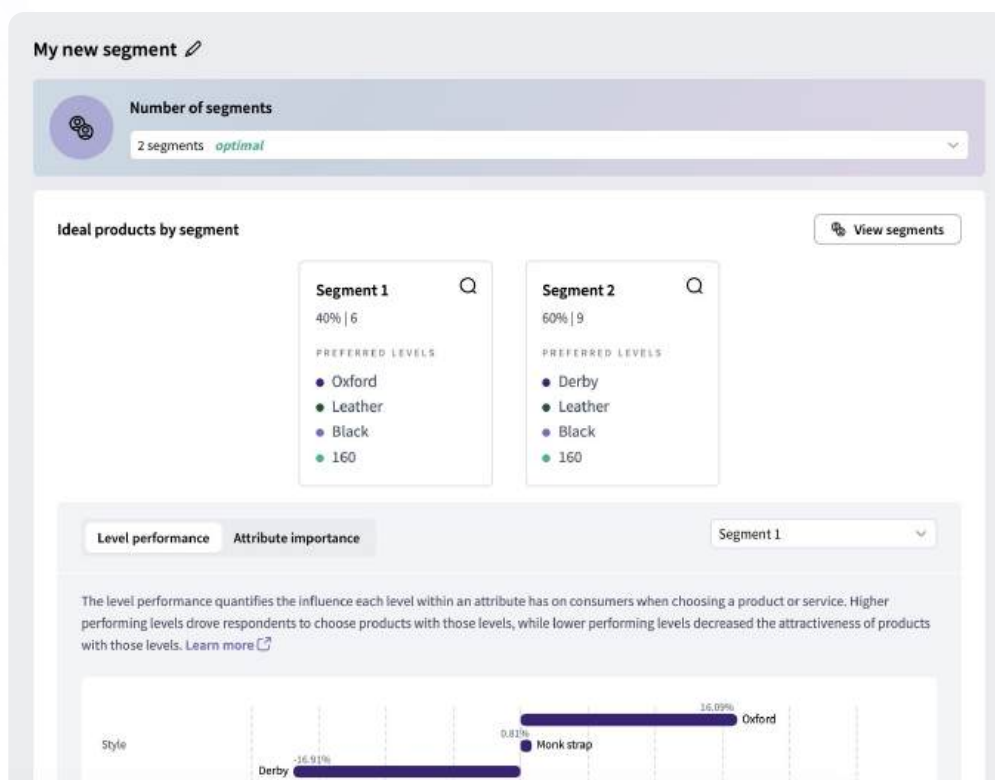 My new segment
Number of segments
2 segments optimal
Ideal products by segment
View segments
Segment 1
40% | 6
PREFERRED LEVELS
Oxford
Leather
Black
160
Segment 2
60% | 9
PREFERRED LEVELS
Derby
Leather
Black
160
Level performance
Attribute importance
Segment 1
The level performance quantifies the influence each level within an attribute has on consumers when choosing a product or service. Higher
performing levels drove respondents to choose products with those levels, while lower performing levels decreased the attractiveness of products
with those levels. Learn more
16.09%
Oxford
Style
0.81%
Monk strap
-16.91%
Derby